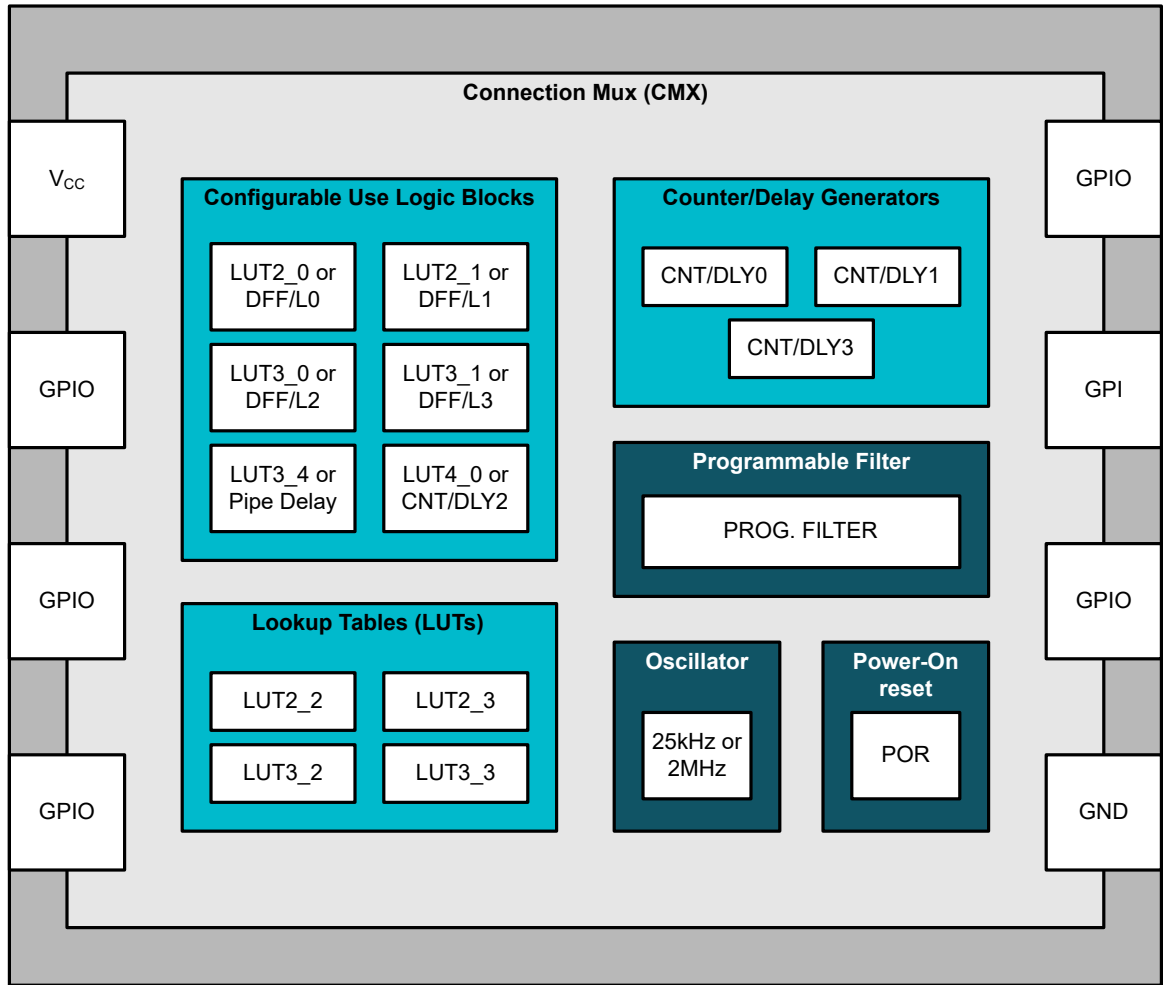 Connection Mux (CMX)
V_CC
GPIO
GPIO
GPIO
Configurable Use Logic Blocks
LUT2_0 or
DFF/L0
LUT2_1 or
DFF/L1
LUT3_0 or
DFF/L2
LUT3_1 or
DFF/L3
LUT3_4 or
Pipe Delay
LUT4_0 or
CNT/DLY2
Lookup Tables (LUTs)
LUT2_2
LUT2_3
LUT3_2
LUT3_3
Counter/Delay Generators
CNT/DLY0
CNT/DLY1
CNT/DLY3
Programmable Filter
PROG. FILTER
Oscillator
25kHz or
2MHz
Power-On
reset
POR
GPIO
GPI
GPIO
GND